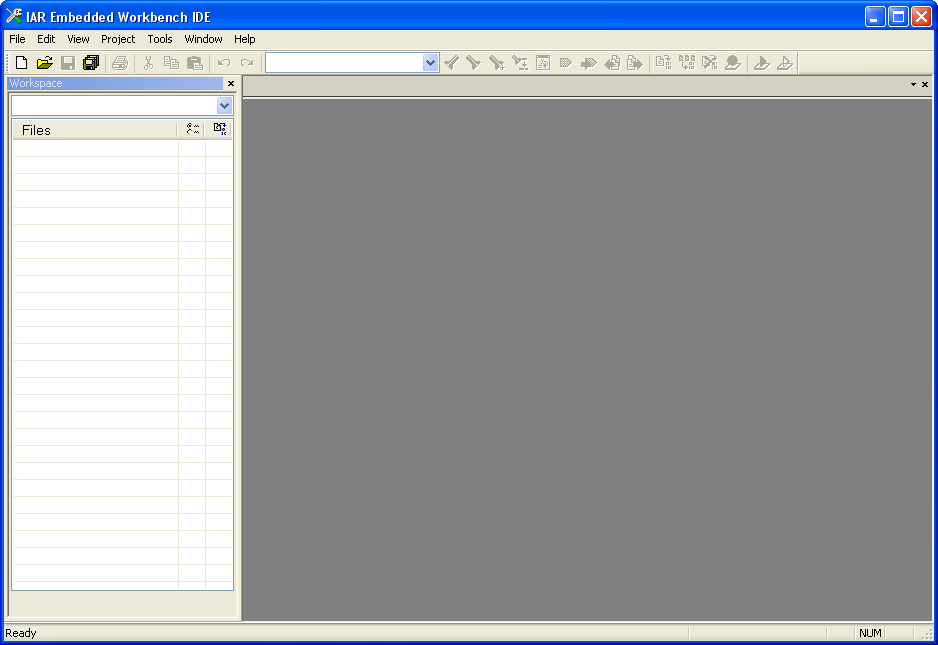 IAR Embedded Workbench IDE
File Edit View Project Tools Window Help
Workspace
Files
Ready NUM